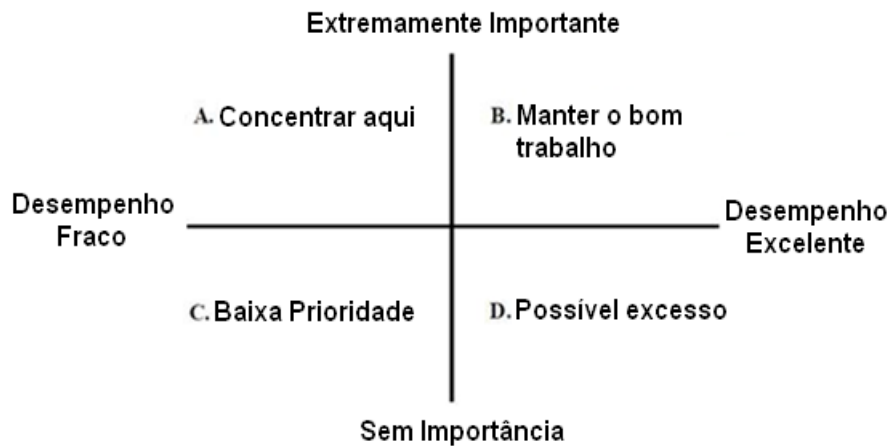 Extremamente Importante
A. Concentrar aqui
B. Manter o bom
trabalho
Desempenho
Fraco
Desempenho
Excelente
C. Baixa Prioridade
D. Possível excesso
Sem Importância